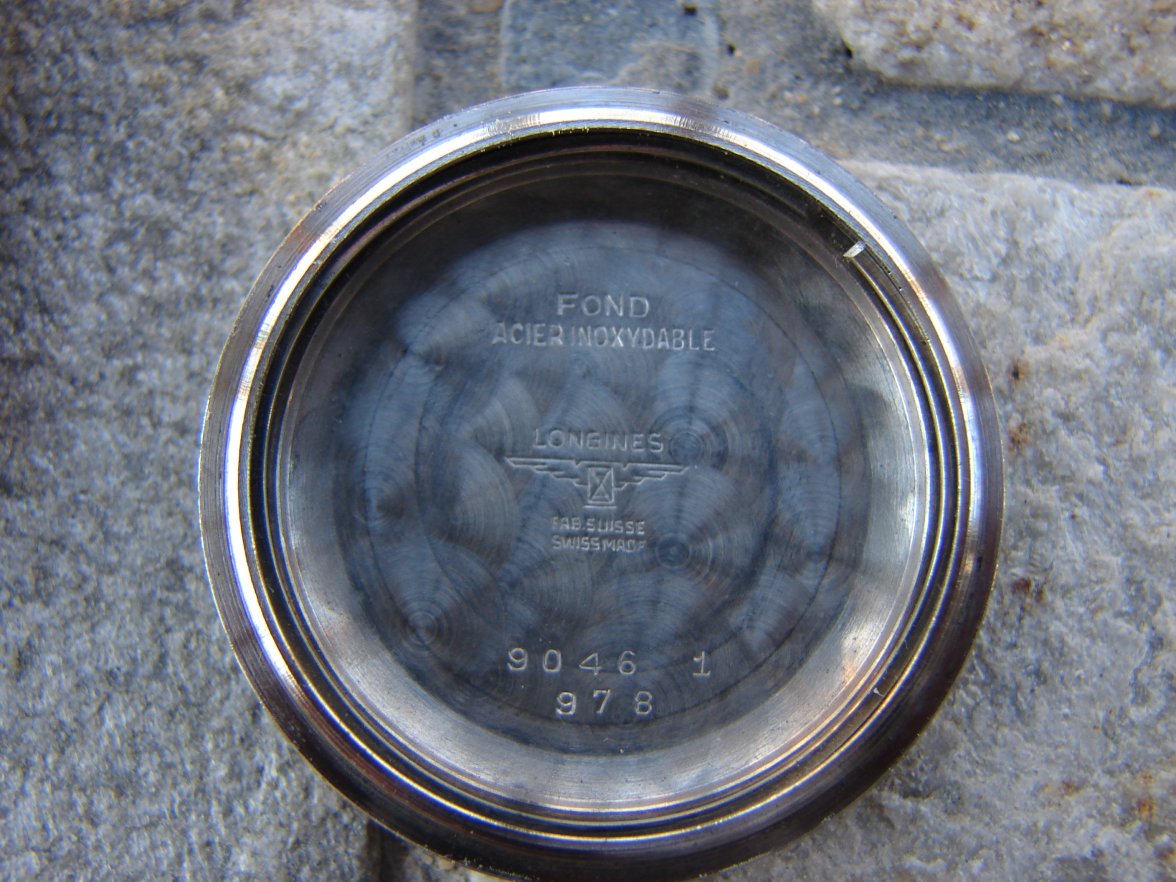 FOND
ACIER INOXYDABLE
LONGINES
FAB. SUISSE
SWISS MADE
9046 1
978